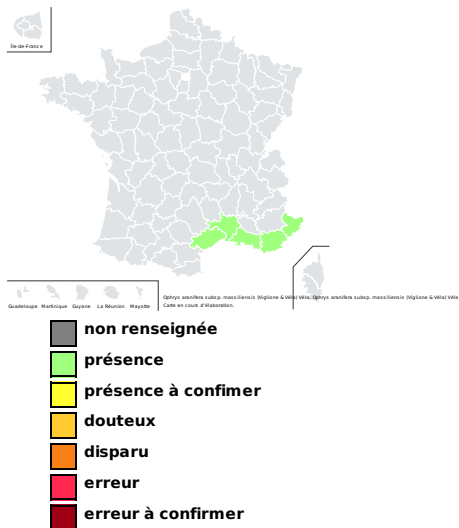 Île-de-France
Guadeloupe Martinique Guyane La Réunion Mayotte
Ophrys aranifera subsp. massiliensis (Viglione & Véla) Véla, Ophrys aranifera subsp. massiliensis (Viglione & Véla) Véla
Carte en cours d'élaboration.
non renseignée
présence
présence à confimer
douteux
disparu
erreur
erreur à confirmer